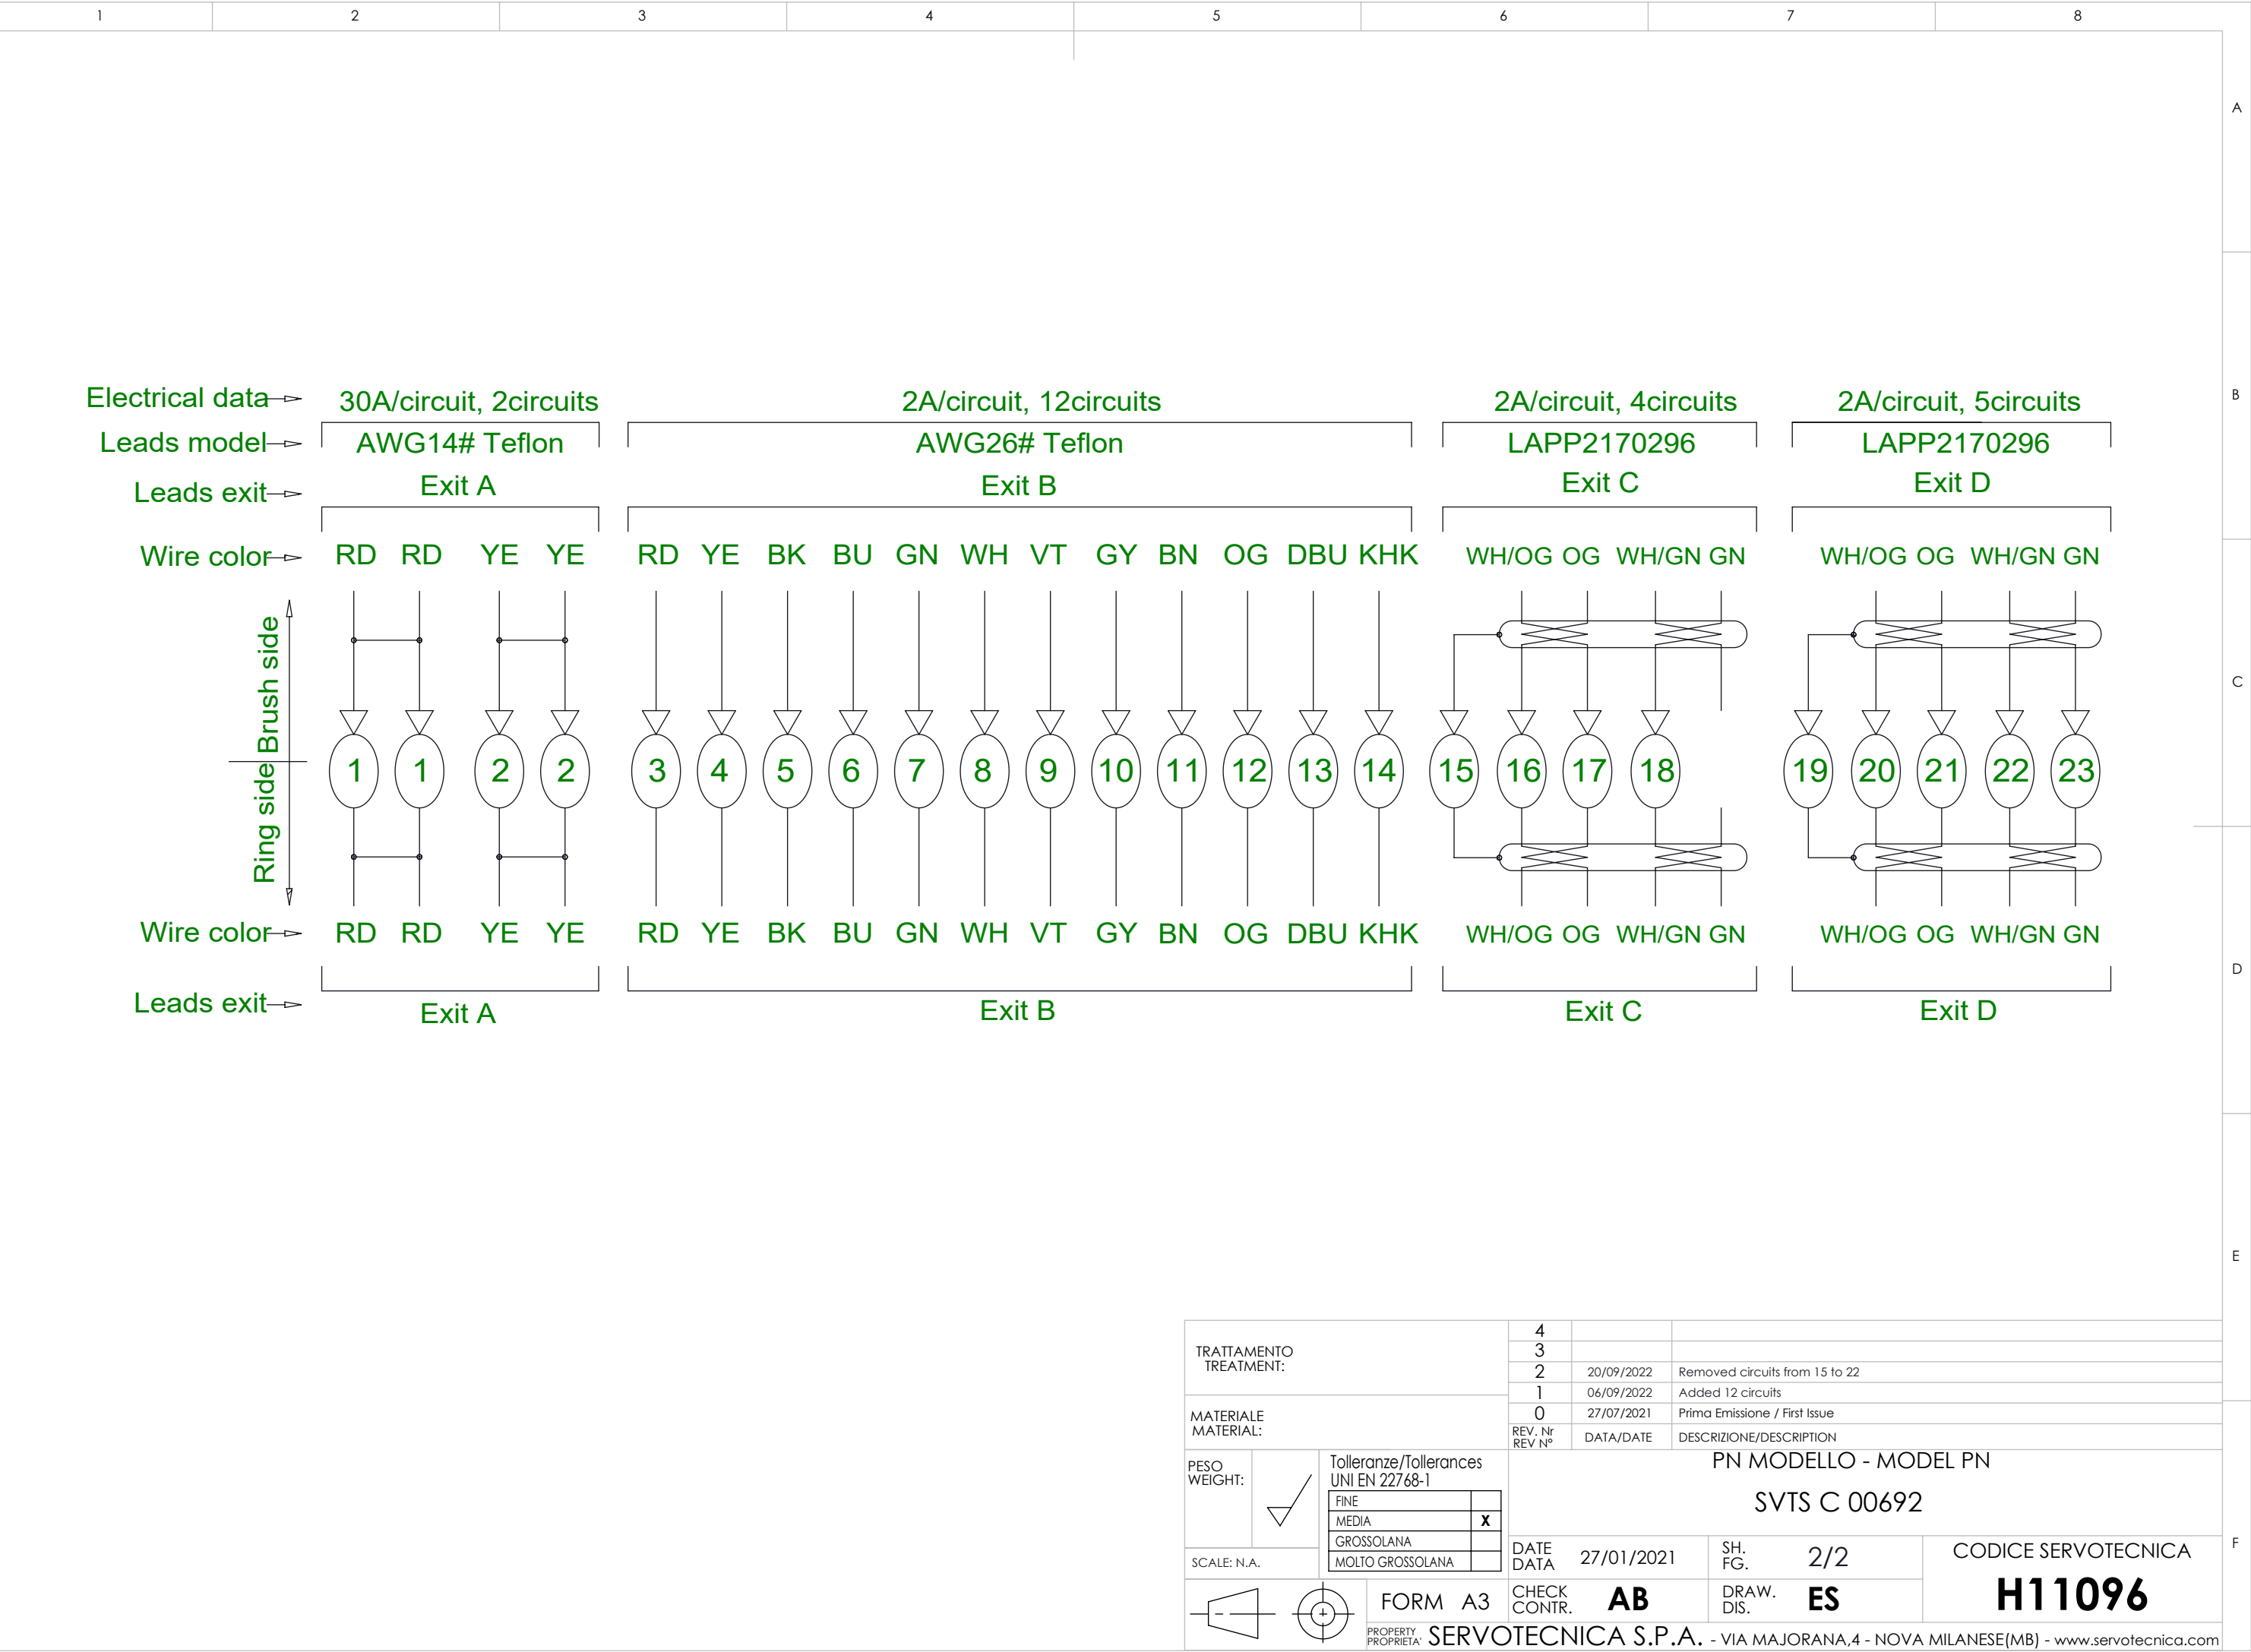 1 2 3 4 5 6 7 8
A
B
C
D
E
F
Electrical data 30A/circuit, 2circuits 2A/circuit, 12circuits 2A/circuit, 4circuits 2A/circuit, 5circuits
Leads model AWG14# Teflon AWG26# Teflon LAPP2170296 LAPP2170296
Leads exit Exit A Exit B Exit C Exit D
Wire color RD RD YE YE RD YE BK BU GN WH VT GY BN OG DBU KHK WH/OG OG WH/GN GN WH/OG OG WH/GN GN
Brush side
Ring side
1 1 2 2 3 4 5 6 7 8 9 10 11 12 13 14 15 16 17 18 19 20 21 22 23
Wire color RD RD YE YE RD YE BK BU GN WH VT GY BN OG DBU KHK WH/OG OG WH/GN GN WH/OG OG WH/GN GN
Leads exit Exit A Exit B Exit C Exit D
TRATTAMENTO
TREATMENT:
MATERIALE
MATERIAL:
4
3
2 20/09/2022 Removed circuits from 15 to 22
1 06/09/2022 Added 12 circuits
0 27/07/2021 Prima Emissione / First Issue
REV. Nr
REV N° DATA/DATE DESCRIZIONE/DESCRIPTION
PESO
WEIGHT:
Tolleranze/Tollerances
UNI EN 22768-1
FINE
MEDIA X
GROSSOLANA
MOLTO GROSSOLANA
SCALE: N.A.
PN MODELLO - MODEL PN
SVTS C 00692
DATE
DATA 27/01/2021
SH.
FG. 2/2
CODICE SERVOTECNICA
H11096
FORM A3
CHECK
CONTR. AB
DRAW.
DIS. ES
PROPERTY
PROPRIETA' SERVOTECNICA S.P.A. - VIA MAJORANA,4 - NOVA MILANESE(MB) - www.servotecnica.com